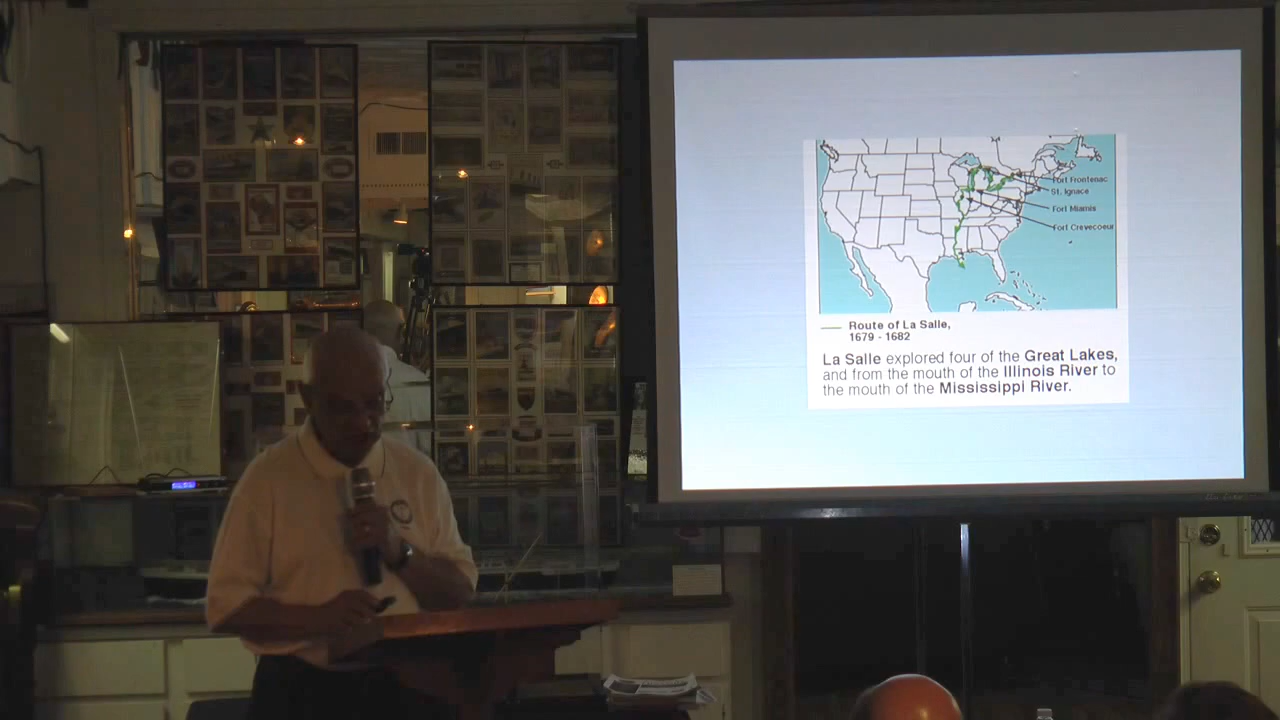 Fort Frontenac
St. Ignace
Fort Miamis
Fort Crevecoeur
Route of La Salle,
1679 - 1682
La Salle explored four of the Great Lakes,
and from the mouth of the Illinois River to
the mouth of the Mississippi River.